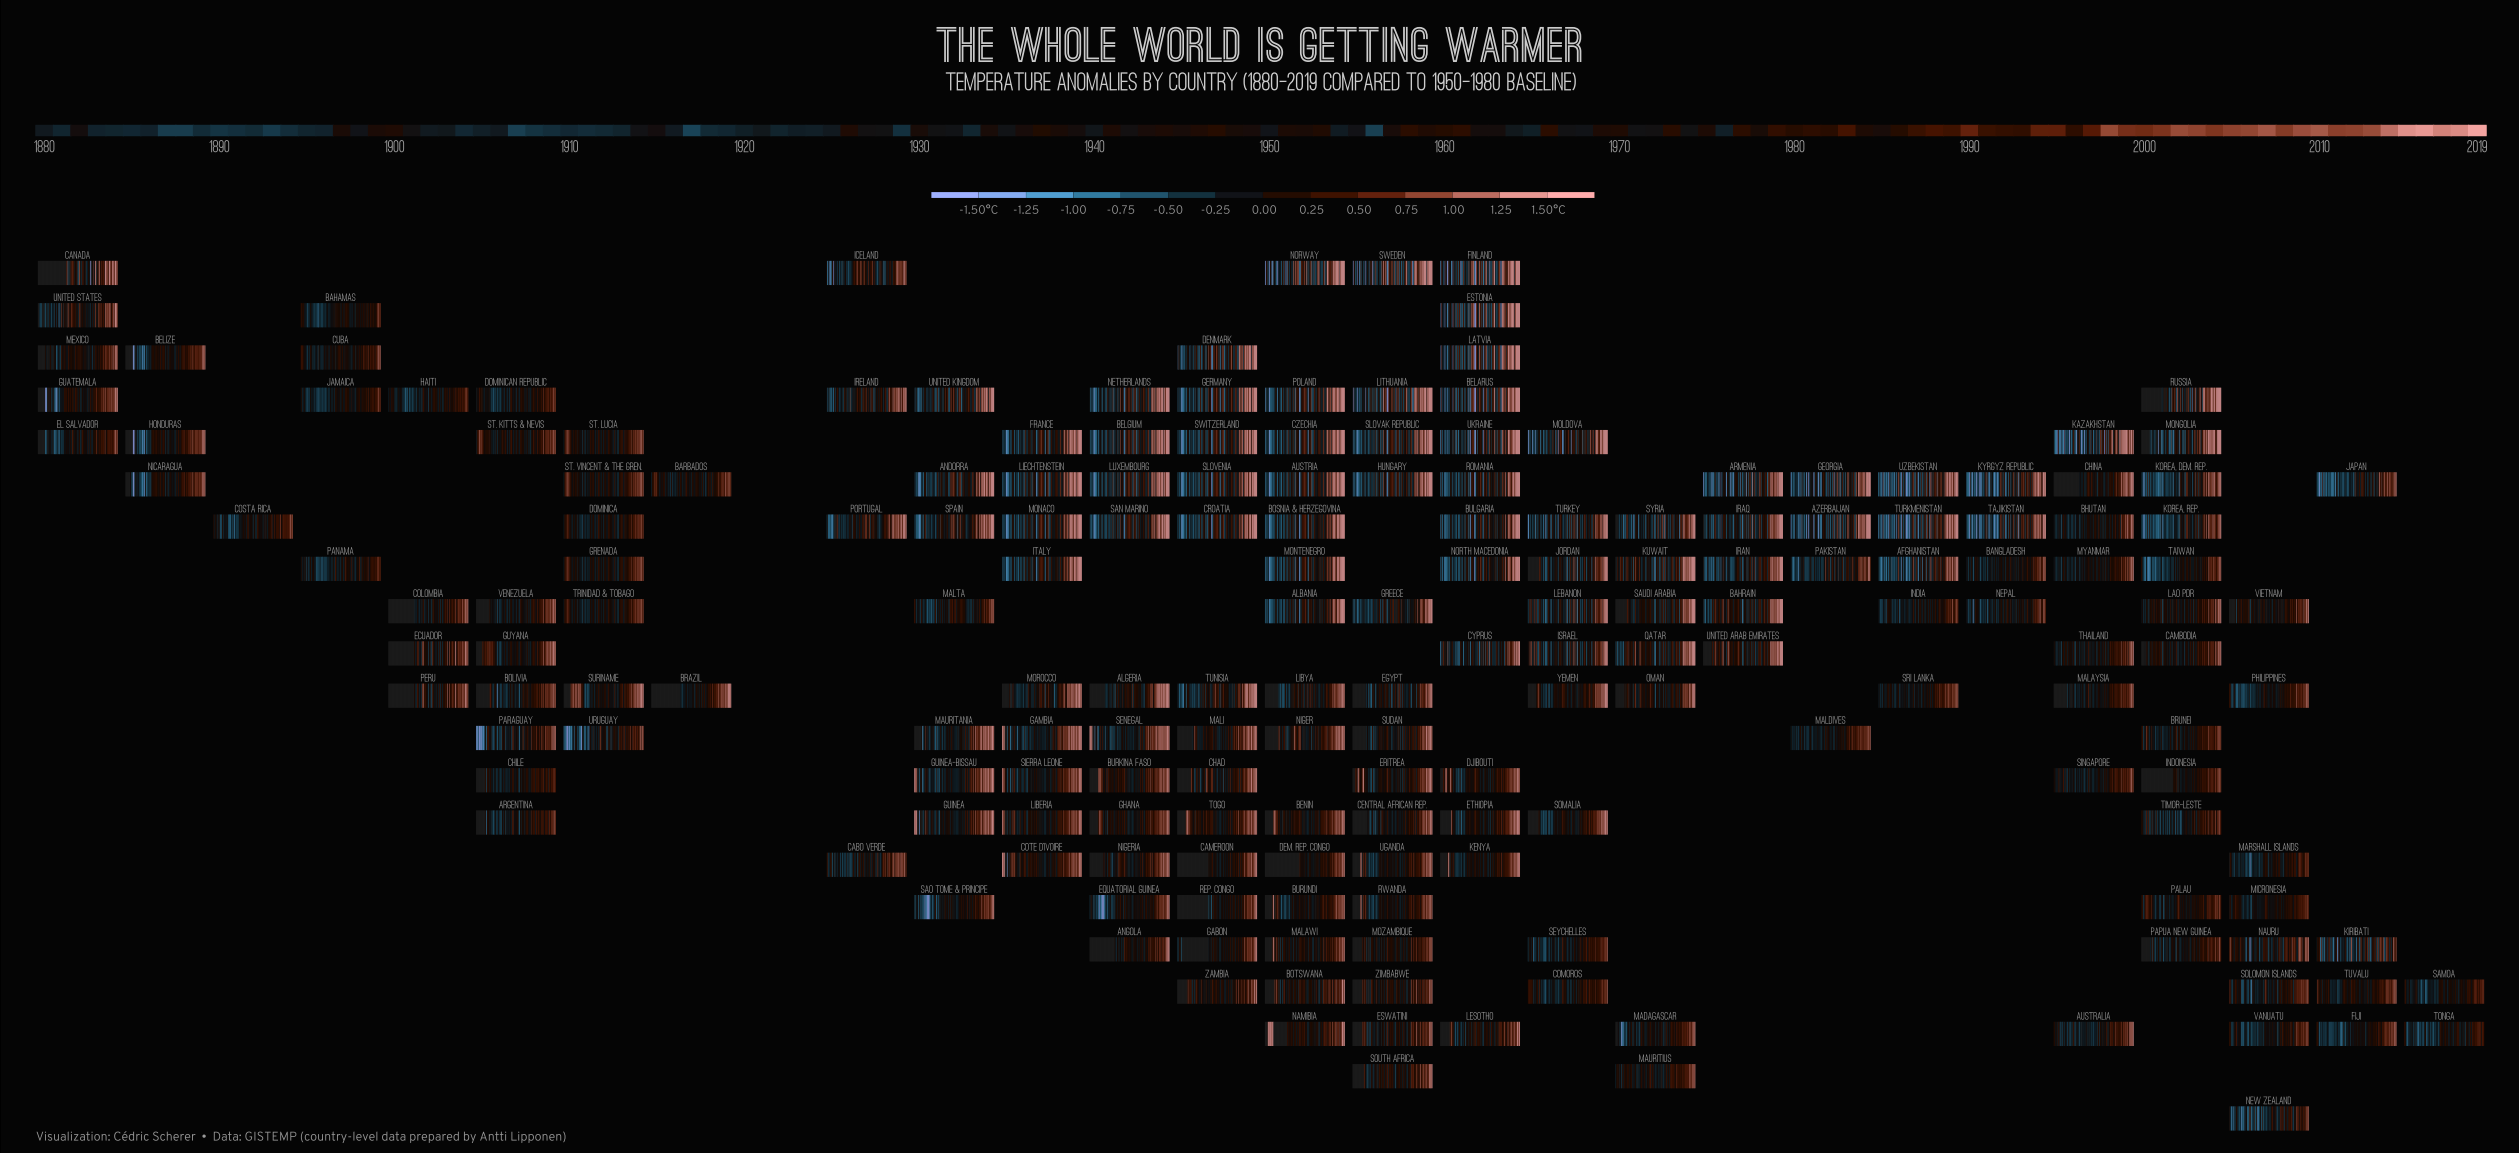 THE WHOLE WORLD IS GETTING WARMER
TEMPERATURE ANOMALIES BY COUNTRY (1880-2019 COMPARED TO 1950-1980 BASELINE)
1880 1890 1900 1910 1920 1930 1940 1950 1960 1970 1980 1990 2000 2010 2019
-1.50°C -1.25 -1.00 -0.75 -0.50 -0.25 0.00 0.25 0.50 0.75 1.00 1.25 1.50°C
CANADA ICELAND NORWAY SWEDEN FINLAND
UNITED STATES BAHAMAS ESTONIA
MEXICO BELIZE CUBA DENMARK LATVIA
GUATEMALA JAMAICA HAITI DOMINICAN REPUBLIC IRELAND UNITED KINGDOM NETHERLANDS GERMANY POLAND LITHUANIA BELARUS RUSSIA
EL SALVADOR HONDURAS ST. KITTS & NEVIS ST. LUCIA FRANCE BELGIUM SWITZERLAND CZECHIA SLOVAK REPUBLIC UKRAINE MOLDOVA KAZAKHSTAN MONGOLIA
NICARAGUA ST. VINCENT & THE GREN. BARBADOS ANDORRA LIECHTENSTEIN LUXEMBOURG SLOVENIA AUSTRIA HUNGARY ROMANIA ARMENIA GEORGIA UZBEKISTAN KYRGYZ REPUBLIC CHINA KOREA, DEM. REP. JAPAN
COSTA RICA DOMINICA PORTUGAL SPAIN MONACO SAN MARINO CROATIA BOSNIA & HERZEGOVINA BULGARIA TURKEY SYRIA IRAQ AZERBAIJAN TURKMENISTAN TAJIKISTAN BHUTAN KOREA, REP.
PANAMA GRENADA ITALY MONTENEGRO NORTH MACEDONIA JORDAN KUWAIT IRAN PAKISTAN AFGHANISTAN BANGLADESH MYANMAR TAIWAN
COLOMBIA VENEZUELA TRINIDAD & TOBAGO MALTA ALBANIA GREECE LEBANON SAUDI ARABIA BAHRAIN INDIA NEPAL LAO PDR VIETNAM
ECUADOR GUYANA CYPRUS ISRAEL QATAR UNITED ARAB EMIRATES THAILAND CAMBODIA
PERU BOLIVIA SURINAME BRAZIL MOROCCO ALGERIA TUNISIA LIBYA EGYPT YEMEN OMAN SRI LANKA MALAYSIA PHILIPPINES
PARAGUAY URUGUAY MAURITANIA GAMBIA SENEGAL MALI NIGER SUDAN MALDIVES BRUNEI
CHILE GUINEA-BISSAU SIERRA LEONE BURKINA FASO CHAD ERITREA DJIBOUTI SINGAPORE INDONESIA
ARGENTINA GUINEA LIBERIA GHANA TOGO BENIN CENTRAL AFRICAN REP. ETHIOPIA SOMALIA TIMOR-LESTE
CABO VERDE COTE D'IVOIRE NIGERIA CAMEROON DEM. REP. CONGO UGANDA KENYA MARSHALL ISLANDS
SAO TOME & PRINCIPE EQUATORIAL GUINEA REP. CONGO BURUNDI RWANDA PALAU MICRONESIA
ANGOLA GABON MALAWI MOZAMBIQUE SEYCHELLES PAPUA NEW GUINEA NAURU KIRIBATI
ZAMBIA BOTSWANA ZIMBABWE COMOROS SOLOMON ISLANDS TUVALU SAMOA
NAMIBIA ESWATINI LESOTHO MADAGASCAR AUSTRALIA VANUATU FIJI TONGA
SOUTH AFRICA MAURITIUS
NEW ZEALAND
Visualization: Cédric Scherer • Data: GISTEMP (country-level data prepared by Antti Lipponen)